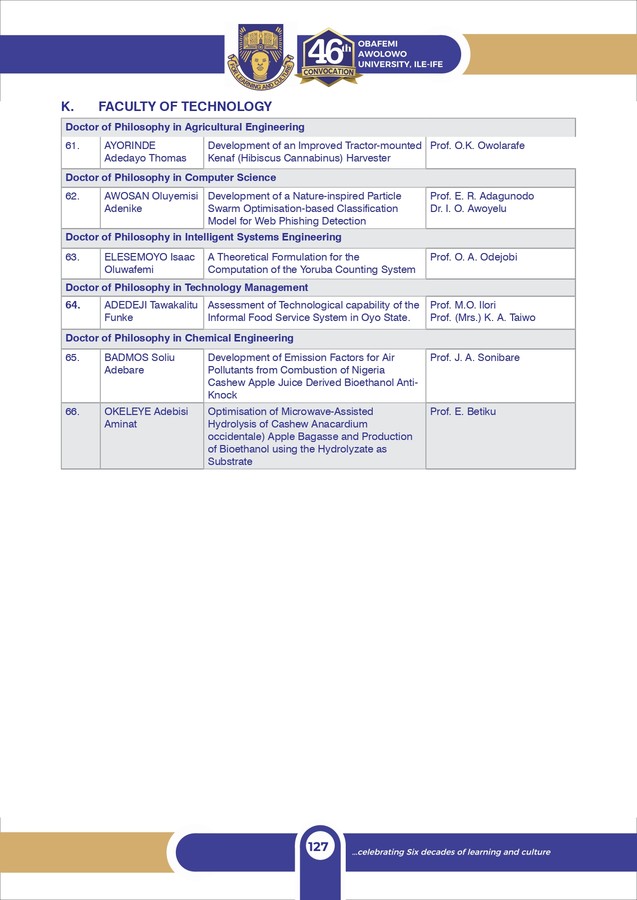 FOR LEARNING AND CULTURE
46th
CONVOCATION
OBAFEMI
AWOLOWO
UNIVERSITY, ILE-IFE
K. FACULTY OF TECHNOLOGY
Doctor of Philosophy in Agricultural Engineering
61. AYORINDE Development of an Improved Tractor-mounted Prof. O.K. Owolarafe
Adedayo Thomas Kenaf (Hibiscus Cannabinus) Harvester
Doctor of Philosophy in Computer Science
62. AWOSAN Oluyemisi Development of a Nature-inspired Particle Prof. E. R. Adagunodo
Adenike Swarm Optimisation-based Classification Dr. I. O. Awoyelu
Model for Web Phishing Detection
Doctor of Philosophy in Intelligent Systems Engineering
63. ELESEMOYO Isaac A Theoretical Formulation for the Prof. O. A. Odejobi
Oluwafemi Computation of the Yoruba Counting System
Doctor of Philosophy in Technology Management
64. ADEDEJI Tawakalitu Assessment of Technological capability of the Prof. M.O. Ilori
Funke Informal Food Service System in Oyo State. Prof. (Mrs.) K. A. Taiwo
Doctor of Philosophy in Chemical Engineering
65. BADMOS Soliu Development of Emission Factors for Air Prof. J. A. Sonibare
Adebare Pollutants from Combustion of Nigeria
Cashew Apple Juice Derived Bioethanol Anti-
Knock
66. OKELEYE Adebisi Optimisation of Microwave-Assisted Prof. E. Betiku
Aminat Hydrolysis of Cashew Anacardium
occidentale) Apple Bagasse and Production
of Bioethanol using the Hydrolyzate as
Substrate
127
...celebrating Six decades of learning and culture